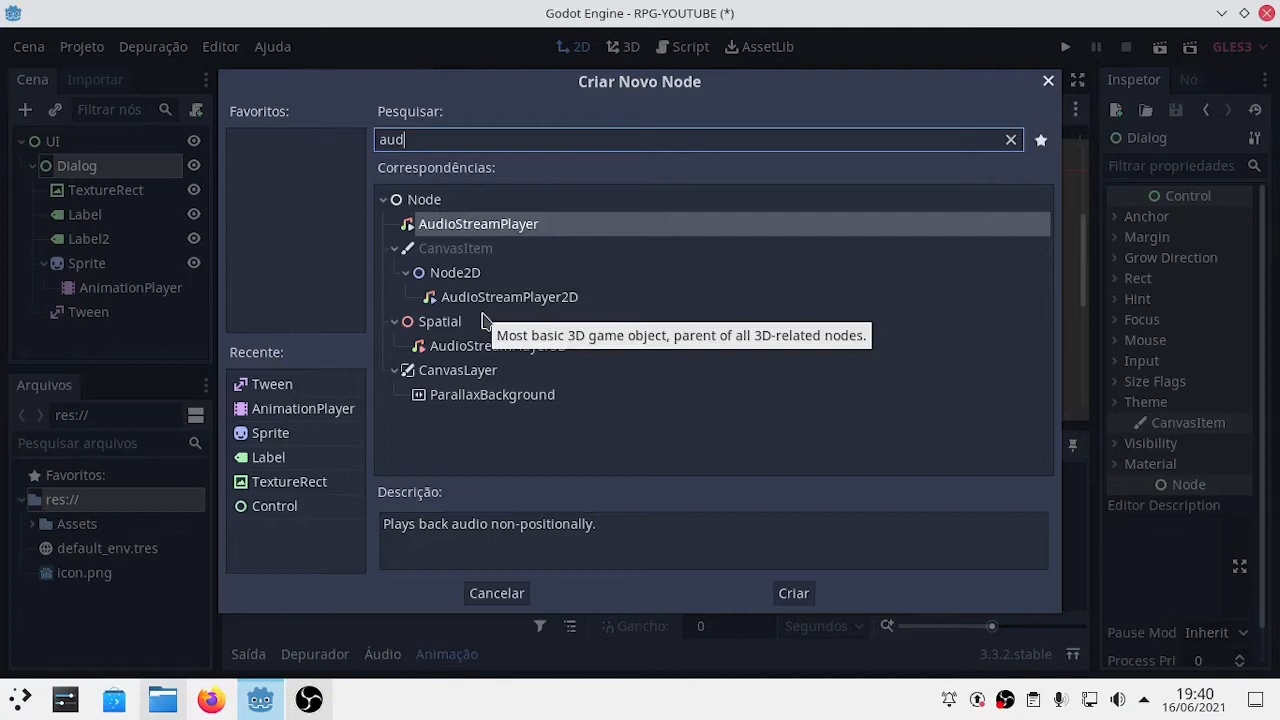 Godot Engine - RPG-YOUTUBE (*)
Cena Projeto Depuração Editor Ajuda
2D 3D Script AssetLib
GLES3
Cena Importar
Filtrar nós
UI
Dialog
TextureRect
Label
Label2
Sprite
AnimationPlayer
Tween
Arquivos
res://
Pesquisar arquivos
Favoritos:
res://
Assets
default_env.tres
icon.png
Criar Novo Node
Favoritos:
Recente:
Tween
AnimationPlayer
Sprite
Label
TextureRect
Control
Pesquisar:
aud
Correspondências:
Node
AudioStreamPlayer
CanvasItem
Node2D
AudioStreamPlayer2D
Spatial
Most basic 3D game object, parent of all 3D-related nodes.
AudioStreamPlayer3D
CanvasLayer
ParallaxBackground
Descrição:
Plays back audio non-positionally.
Cancelar Criar
Gancho: 0 Segundos
Saída Depurador Áudio Animação
3.3.2.stable
Inspetor Nó
Dialog
Filtrar propriedades
Control
Anchor
Margin
Grow Direction
Rect
Hint
Focus
Mouse
Input
Size Flags
Theme
CanvasItem
Visibility
Material
Node
Editor Description
Pause Mod Inherit
Process Pri 0
19:40
16/06/2021